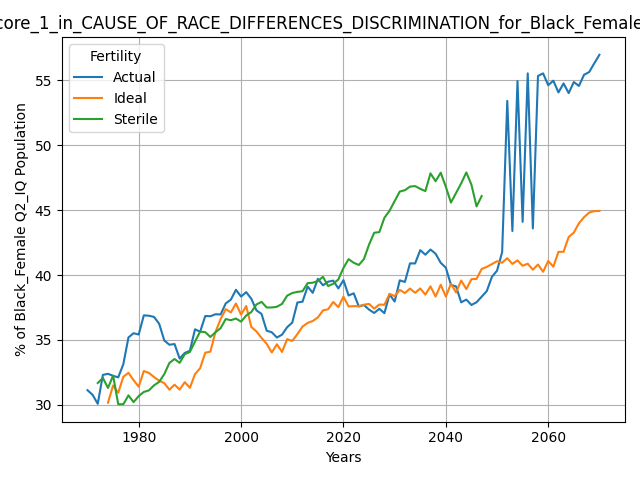 core_1_in_CAUSE_OF_RACE_DIFFERENCES_DISCRIMINATION_for_Black_Female
Fertility
Actual
Ideal
Sterile
% of Black_Female Q2_IQ Population
55
50
45
40
35
30
1980
2000
2020
2040
2060
Years